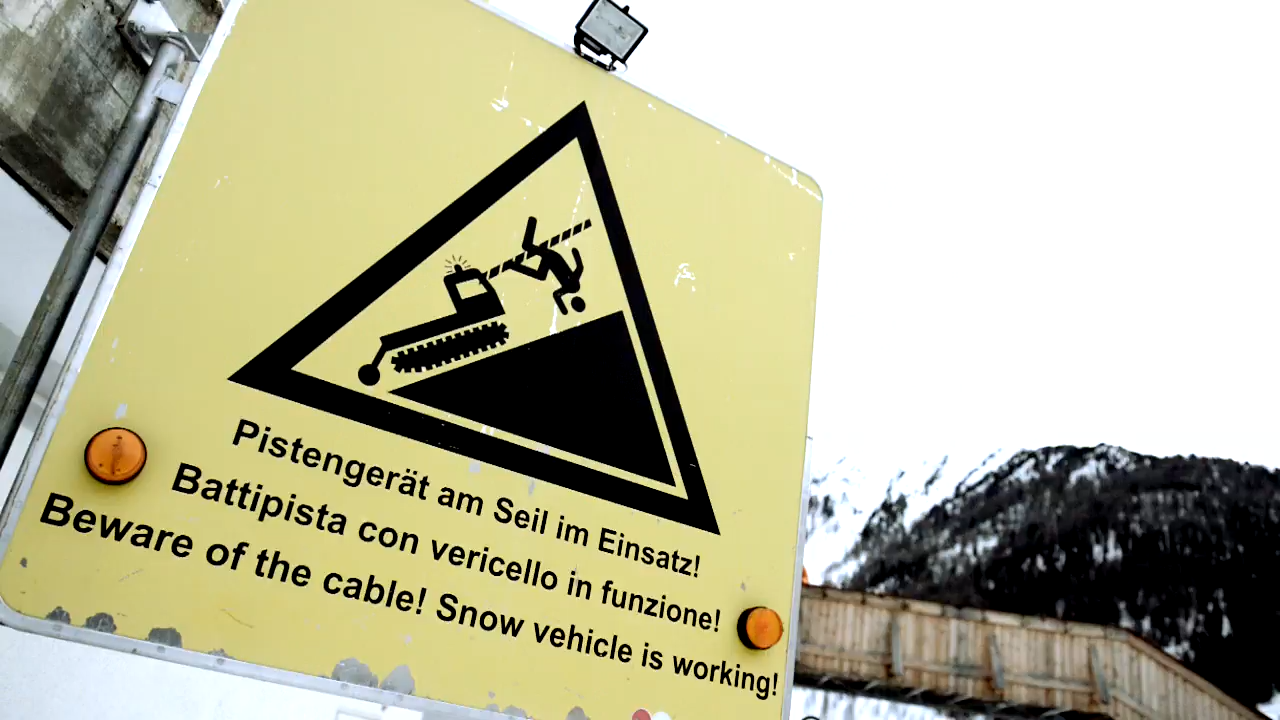 Pistengerät am Seil im Einsatz!
Battipista con vericello in funzione!
Beware of the cable! Snow vehicle is working!